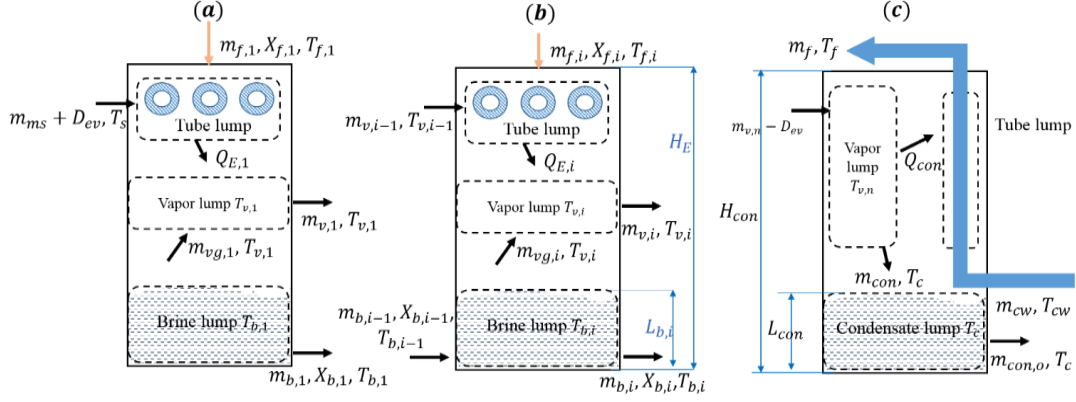 (a)
m_{f,1}, X_{f,1}, T_{f,1}
m_{ms} + D_{ev}, T_s
Tube lump
Q_{E,1}
Vapor lump T_{v,1}
m_{v,1}, T_{v,1}
m_{vg,1}, T_{v,1}
Brine lump T_{b,1}
m_{b,1}, X_{b,1}, T_{b,1}
(b)
m_{f,i}, X_{f,i}, T_{f,i}
m_{v,i-1}, T_{v,i-1}
Tube lump
H_E
Q_{E,i}
Vapor lump T_{v,i}
m_{v,i}, T_{v,i}
m_{vg,i}, T_{v,i}
m_{b,i-1}, X_{b,i-1},
T_{b,i-1}
Brine lump T_{b,i}
L_{b,i}
m_{b,i}, X_{b,i}, T_{b,i}
(c)
m_f, T_f
m_{v,n} - D_{ev}
Tube lump
Vapor
lump
T_{v,n}
Q_{con}
H_{con}
m_{con}, T_c
m_{cw}, T_{cw}
L_{con}
Condensate lump T_c
m_{con,o}, T_c